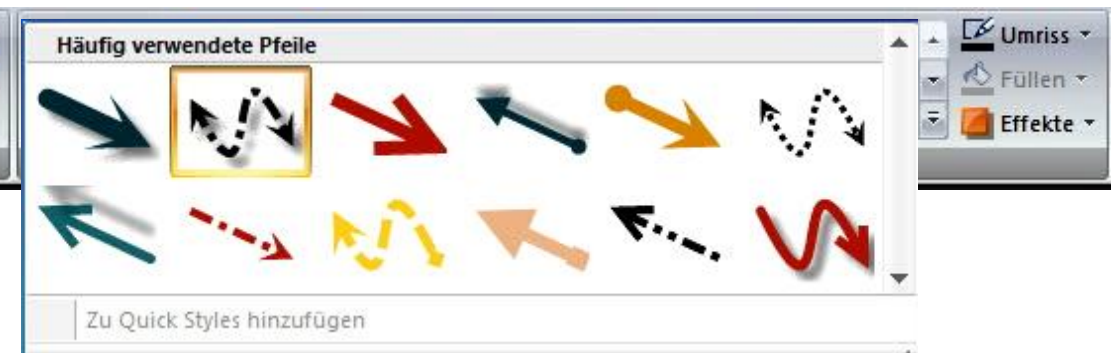 Häufig verwendete Pfeile
Umriss
Füllen
Effekte
Zu Quick Styles hinzufügen